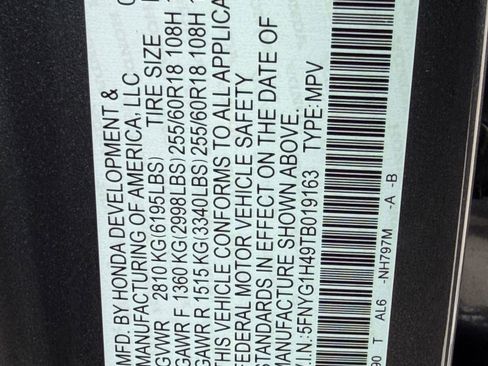 MFD. BY HONDA DEVELOPMENT &
MANUFACTURING OF AMERICA, LLC
GVWR 2810 KG(6195LBS) TIRE SIZE
GAWR F 1360 KG(2998LBS)255/60R18 108H
GAWR R 1515 KG(3340LBS)255/60R18 108H
THIS VEHICLE CONFORMS TO ALL APPLICA
FEDERAL MOTOR VEHICLE SAFETY
STANDARDS IN EFFECT ON THE DATE OF
MANUFACTURE SHOWN ABOVE.
V.I.N.:5FNYG1H49TB019163 TYPE: MPV
90 T AL6 -NH797M -A -B